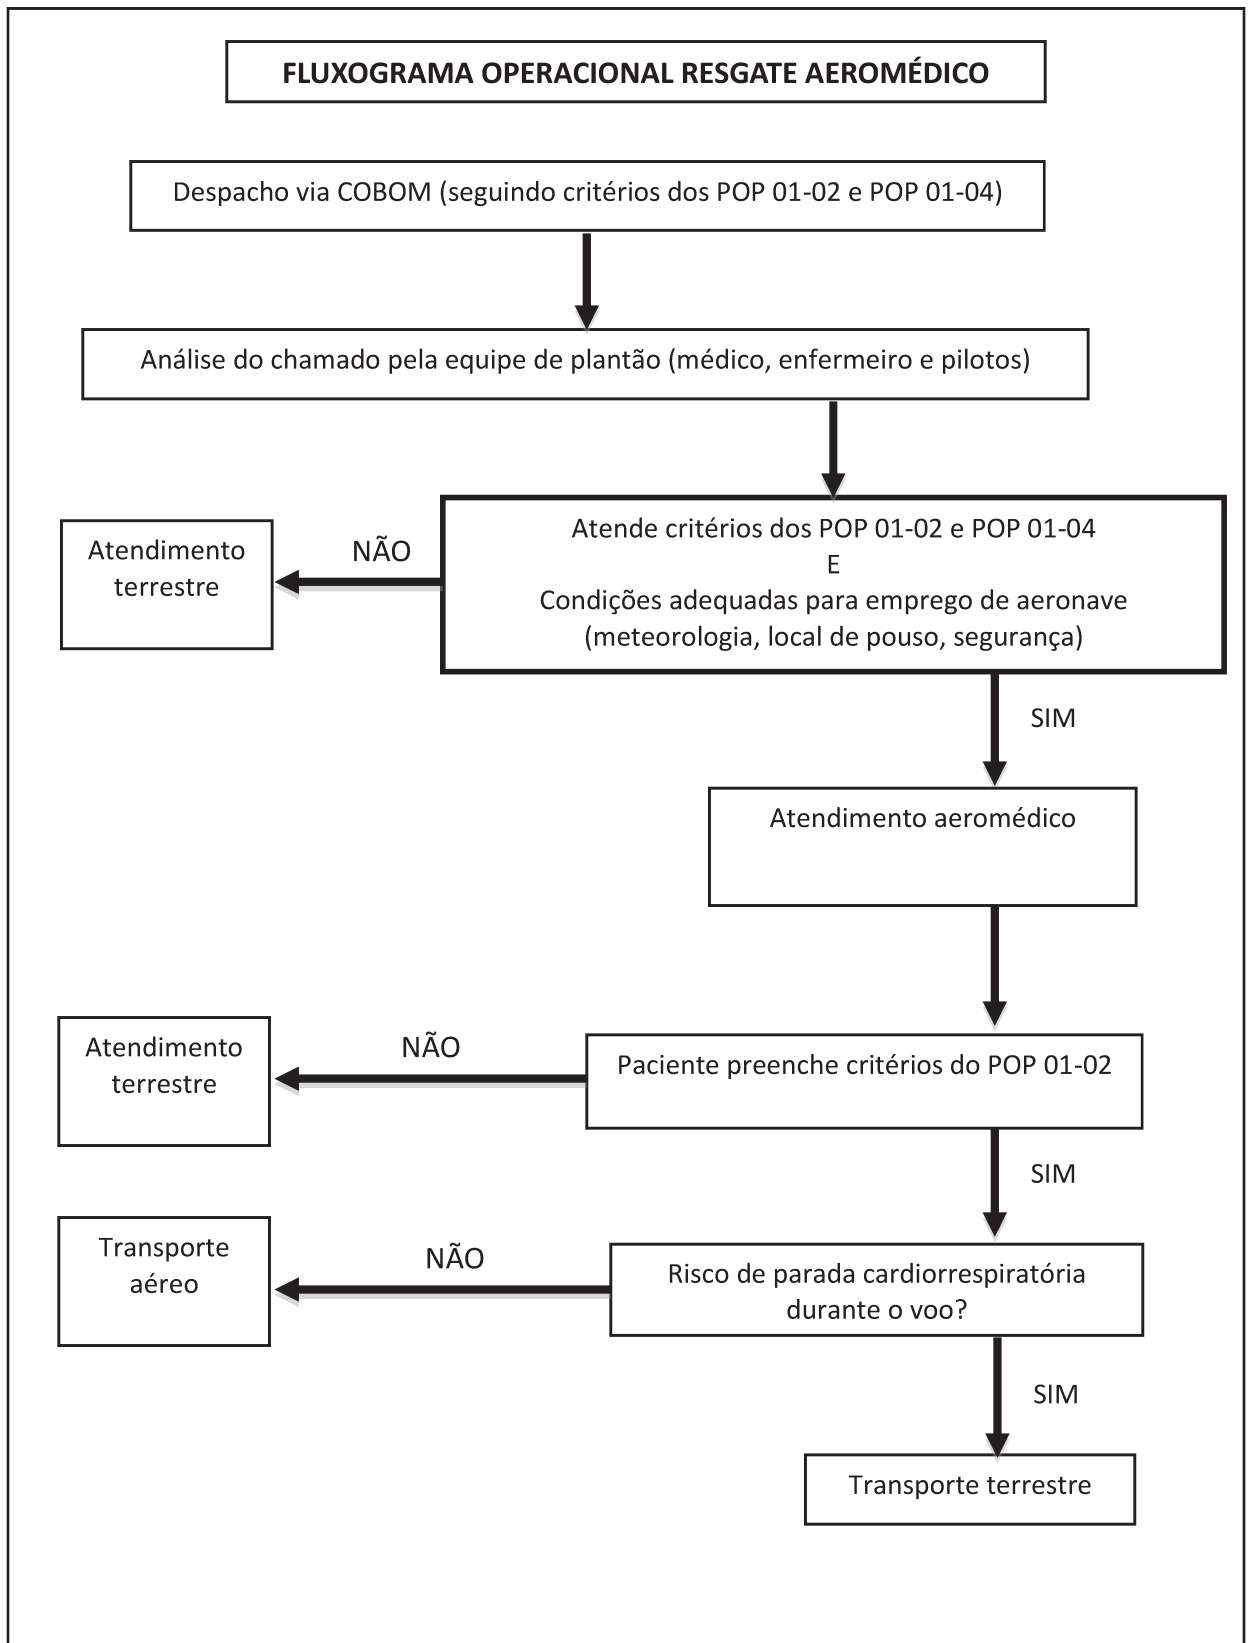 FLUXOGRAMA OPERACIONAL RESGATE AEROMÉDICO
Despacho via COBOM (seguindo critérios dos POP 01-02 e POP 01-04)
Análise do chamado pela equipe de plantão (médico, enfermeiro e pilotos)
Atende critérios dos POP 01-02 e POP 01-04
E
Condições adequadas para emprego de aeronave
(meteorologia, local de pouso, segurança)
NÃO
Atendimento
terrestre
SIM
Atendimento aeromédico
Paciente preenche critérios do POP 01-02
NÃO
Atendimento
terrestre
SIM
Risco de parada cardiorrespiratória
durante o voo?
NÃO
Transporte
aéreo
SIM
Transporte terrestre